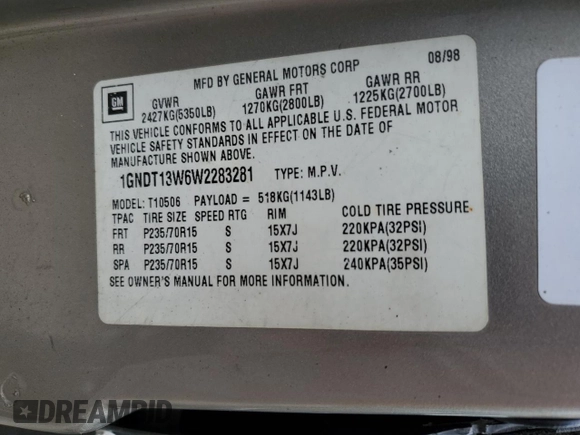 MFD BY GENERAL MOTORS CORP 08/98
GM
GVWR GAWR FRT GAWR RR
2427KG(5350LB) 1270KG(2800LB) 1225KG(2700LB)
THIS VEHICLE CONFORMS TO ALL APPLICABLE U.S. FEDERAL MOTOR
VEHICLE SAFETY STANDARDS IN EFFECT ON THE DATE OF
MANUFACTURE SHOWN ABOVE.
1GNDT13W6W2283281 TYPE: M.P.V.
MODEL: T10506 PAYLOAD = 518KG(1143LB)
TPAC TIRE SIZE SPEED RTG RIM COLD TIRE PRESSURE
FRT P235/70R15 S 15X7J 220KPA(32PSI)
RR P235/70R15 S 15X7J 220KPA(32PSI)
SPA P235/70R15 S 15X7J 240KPA(35PSI)
SEE OWNER'S MANUAL FOR MORE INFORMATION.
DREAMBID